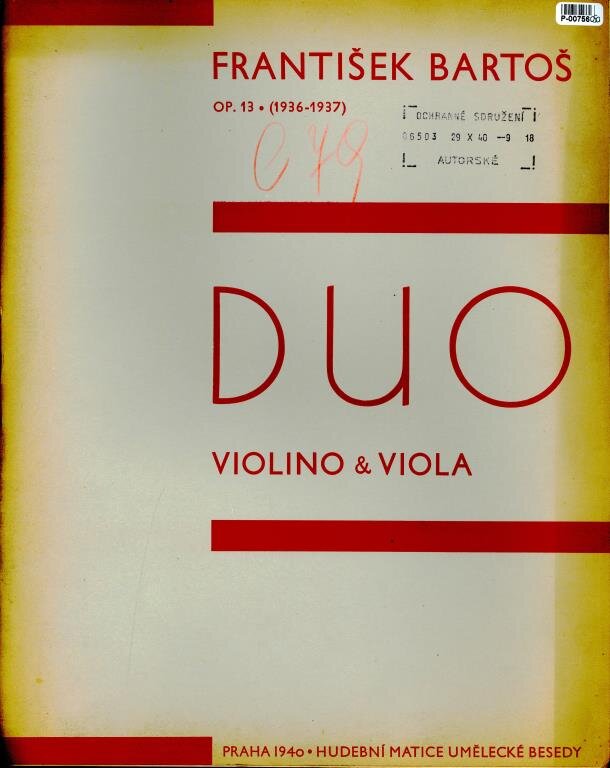 FRANTIŠEK BARTOŠ
OP. 13 • (1936-1937)
OCHRANNÉ SDRUŽENÍ
06503 29 X 40 --9 18
AUTORSKÉ
C 79
DUO
VIOLINO & VIOLA
PRAHA 1940 • HUDEBNÍ MATICE UMĚLECKÉ BESEDY